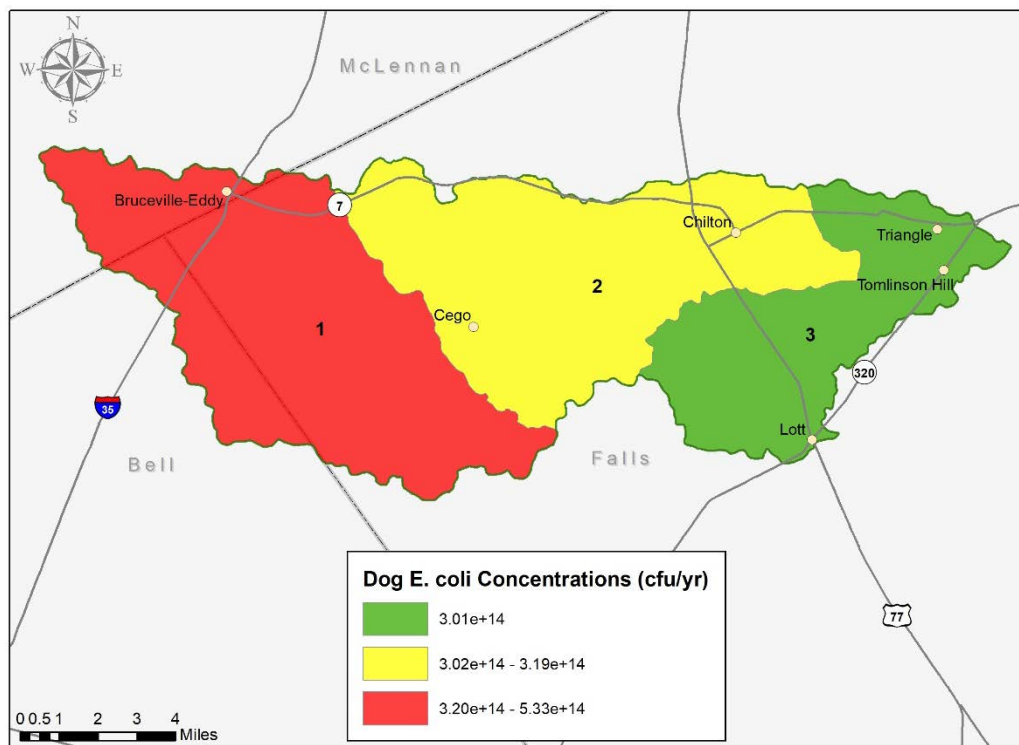 N
W E
S
McLennan
Bruceville-Eddy
7
Chilton
Triangle
Tomlinson Hill
2
1
Cego
3
320
35
Lott
Bell
Falls
Dog E. coli Concentrations (cfu/yr)
3.01e+14
3.02e+14 - 3.19e+14
3.20e+14 - 5.33e+14
77
0 0.5 1 2 3 4
Miles